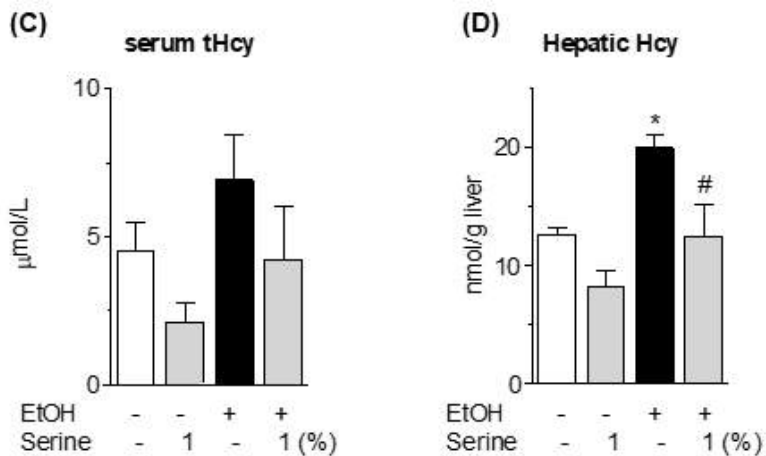 (C)
serum tHcy
10
5
0
μmol/L
EtOH - - + +
Serine - 1 - 1 (%)
(D)
Hepatic Hcy
20
10
0
nmol/g liver
*
#
EtOH - - + +
Serine - 1 - 1 (%)